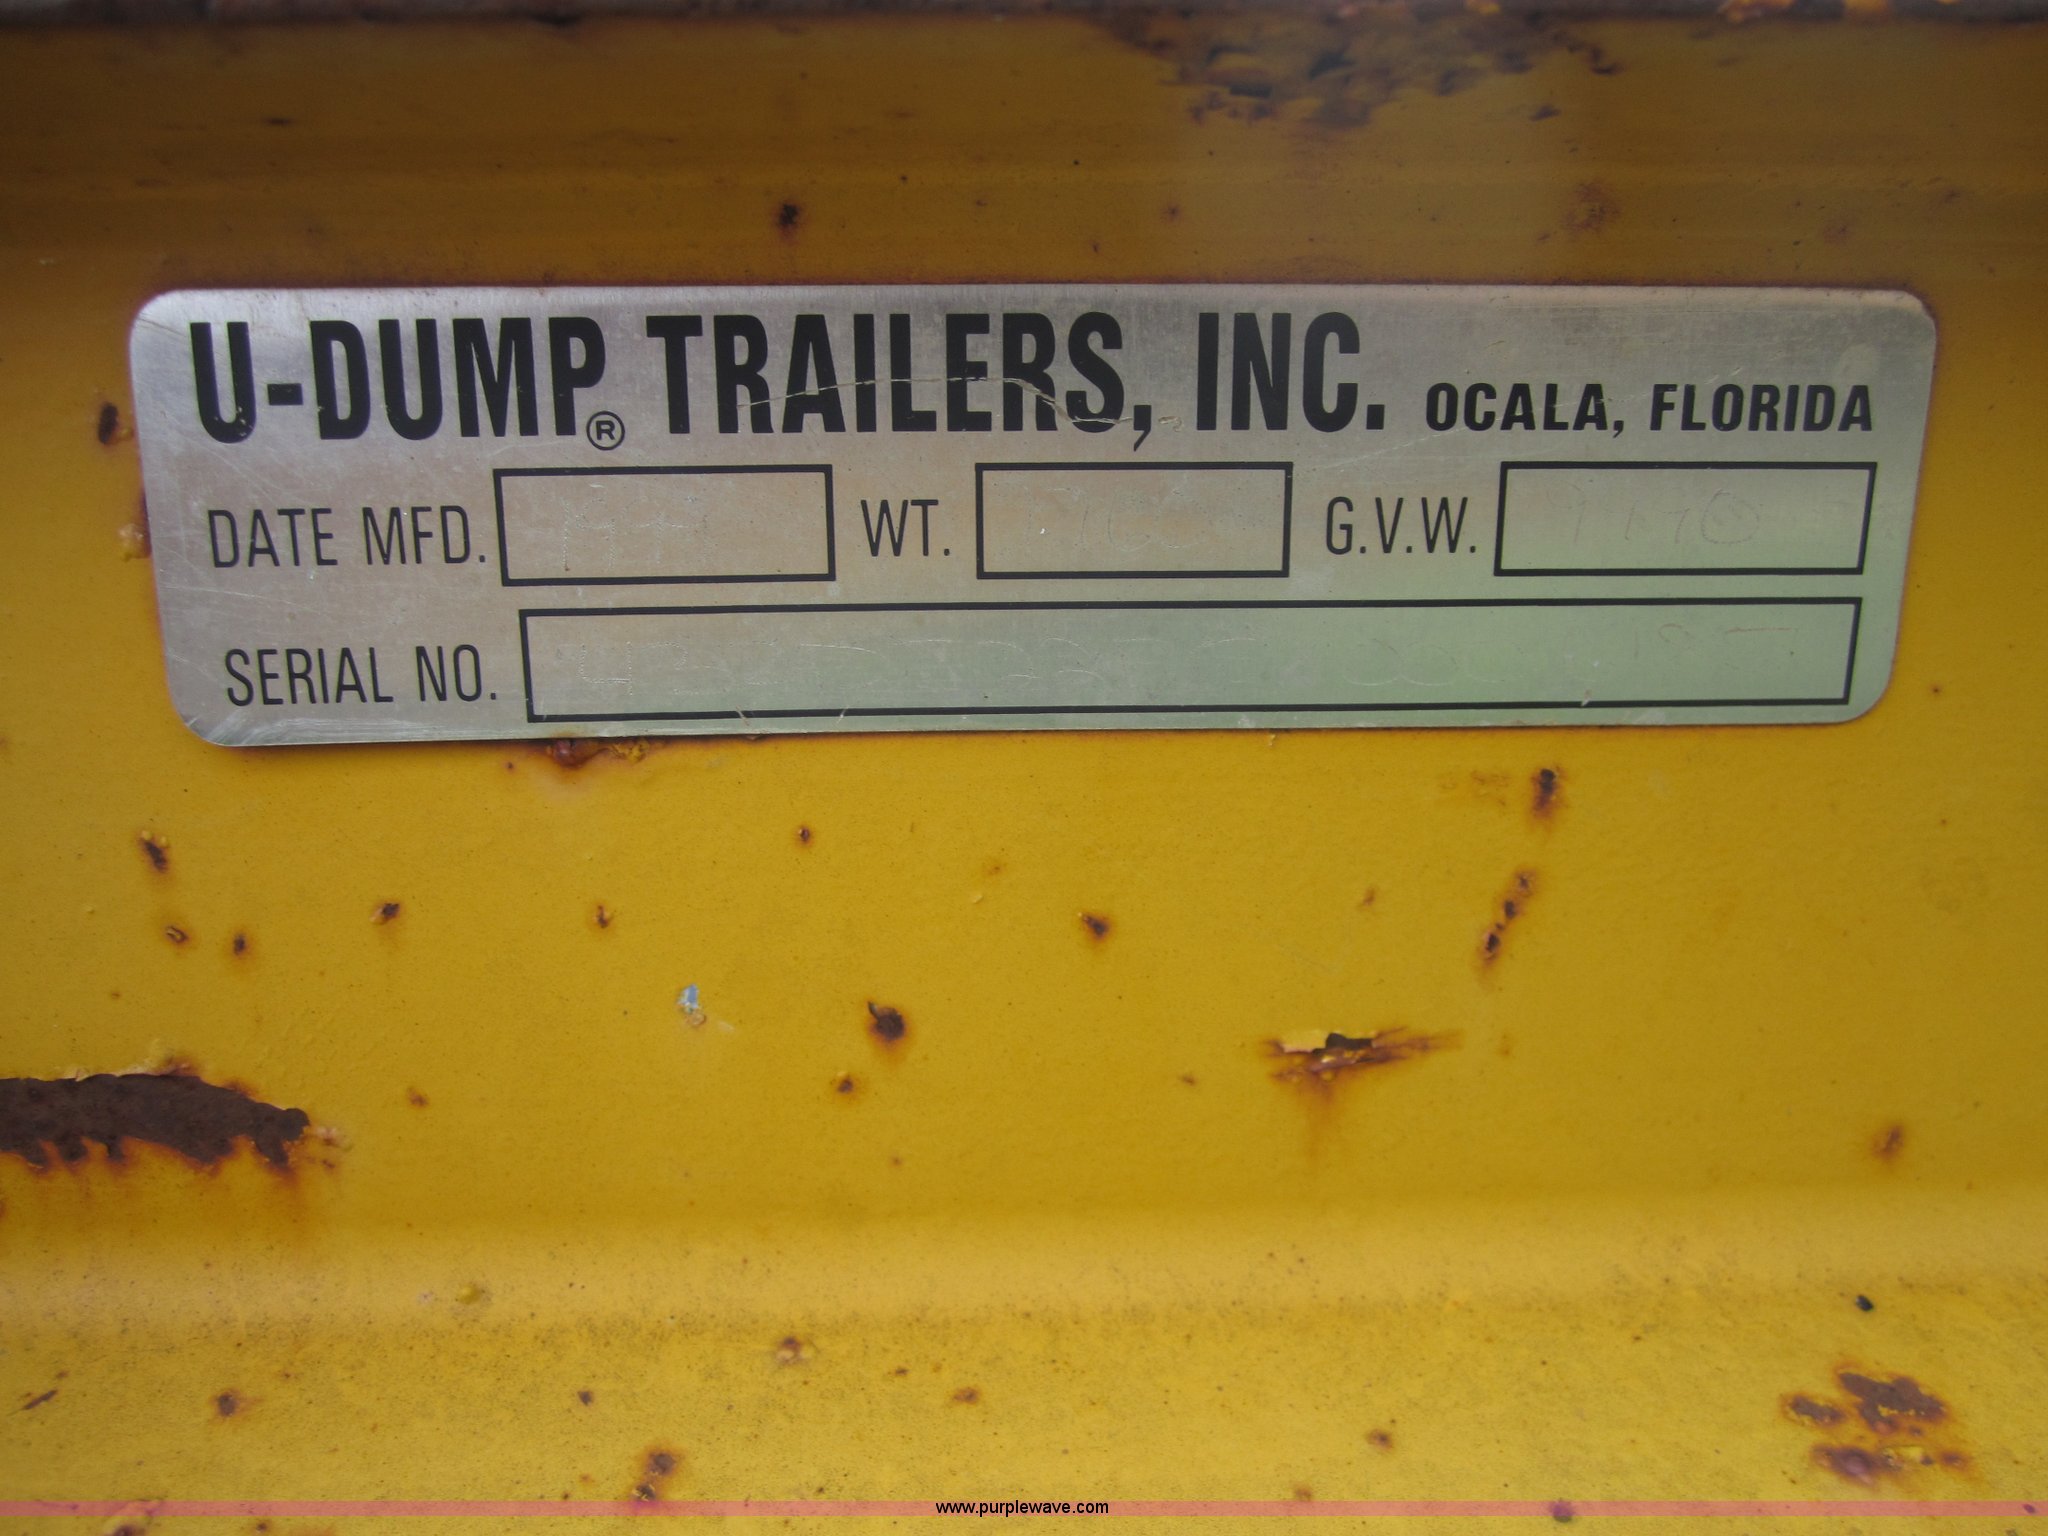 U-DUMP® TRAILERS, INC. OCALA, FLORIDA
DATE MFD. WT. G.V.W.
SERIAL NO.
www.purplewave.com